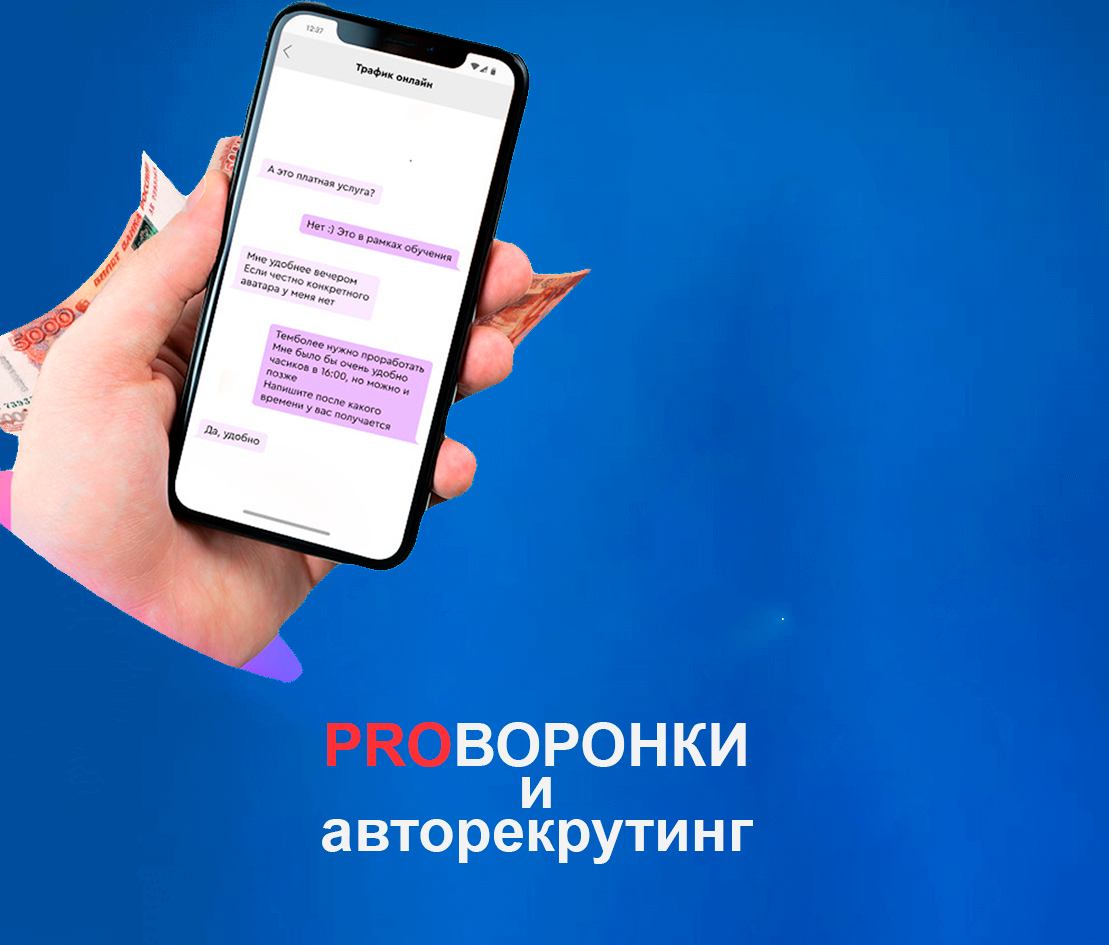 12:37
Трафик онлайн
А это платная услуга?
Нет :) Это в рамках обучения
Мне удобнее вечером
Если честно конкретного
аватара у меня нет
Темболее нужно проработать
Мне было бы очень удобно
часиков в 16:00, но можно и
позже
Напишите после какого
времени у вас получается
Да, удобно
5000
PROВОРОНКИ
и
авторекрутинг